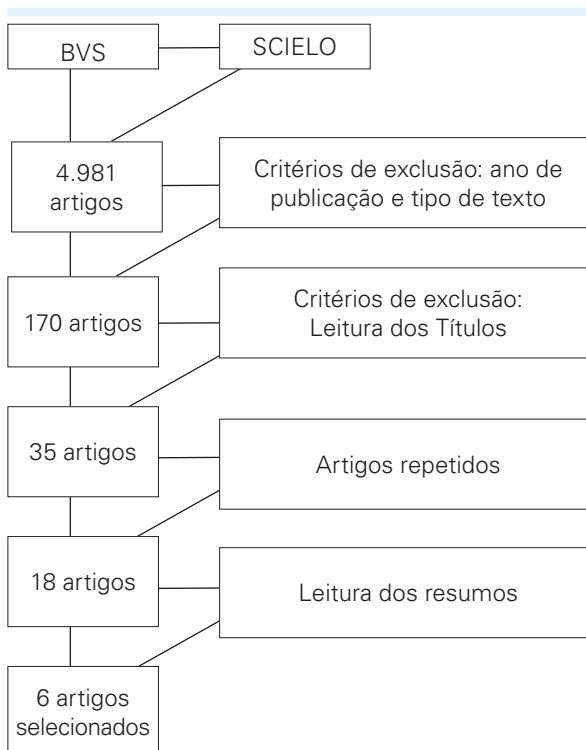 BVS
SCIELO
4.981
artigos
Critérios de exclusão: ano de
publicação e tipo de texto
170 artigos
Critérios de exclusão:
Leitura dos Títulos
35 artigos
Artigos repetidos
18 artigos
Leitura dos resumos
6 artigos
selecionados